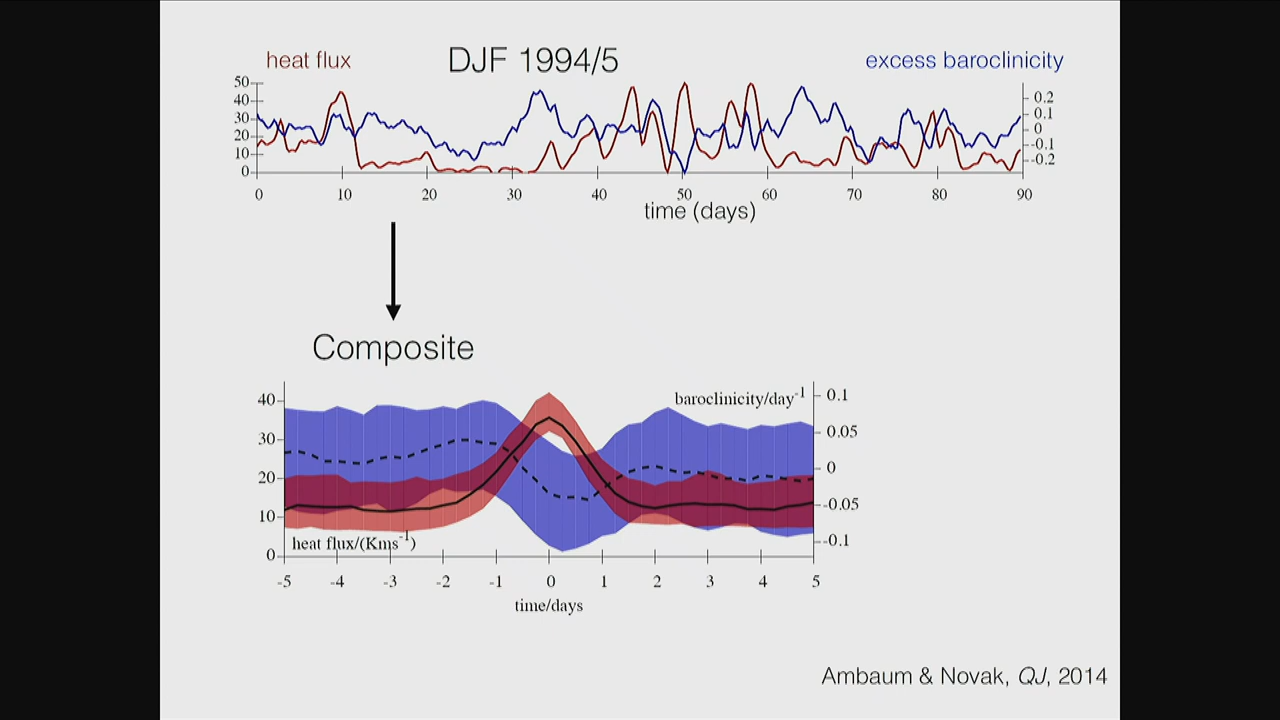 heat flux
DJF 1994/5
excess baroclinicity
50
40
30
20
10
0
0.2
0.1
0
-0.1
-0.2
0 10 20 30 40 50 60 70 80 90
time (days)
Composite
40
30
20
10
0
baroclinicity/day-1
0.1
0.05
0
-0.05
-0.1
heat flux/(Kms-1)
-5 -4 -3 -2 -1 0 1 2 3 4 5
time/days
Ambaum & Novak, QJ, 2014